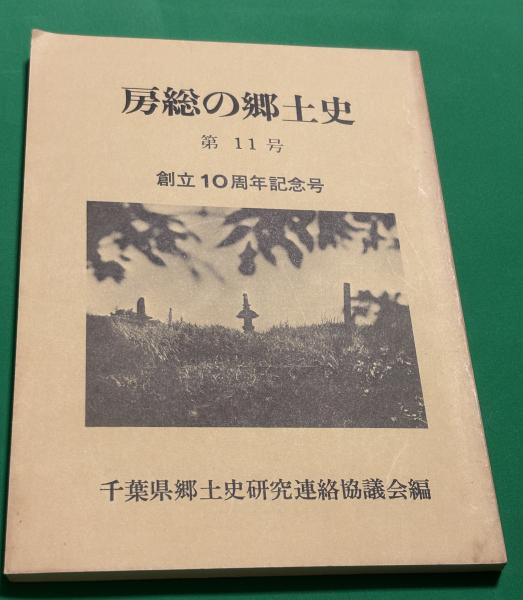 房総の郷土史
第 11 号
創立10周年記念号
千葉県郷土史研究連絡協議会編